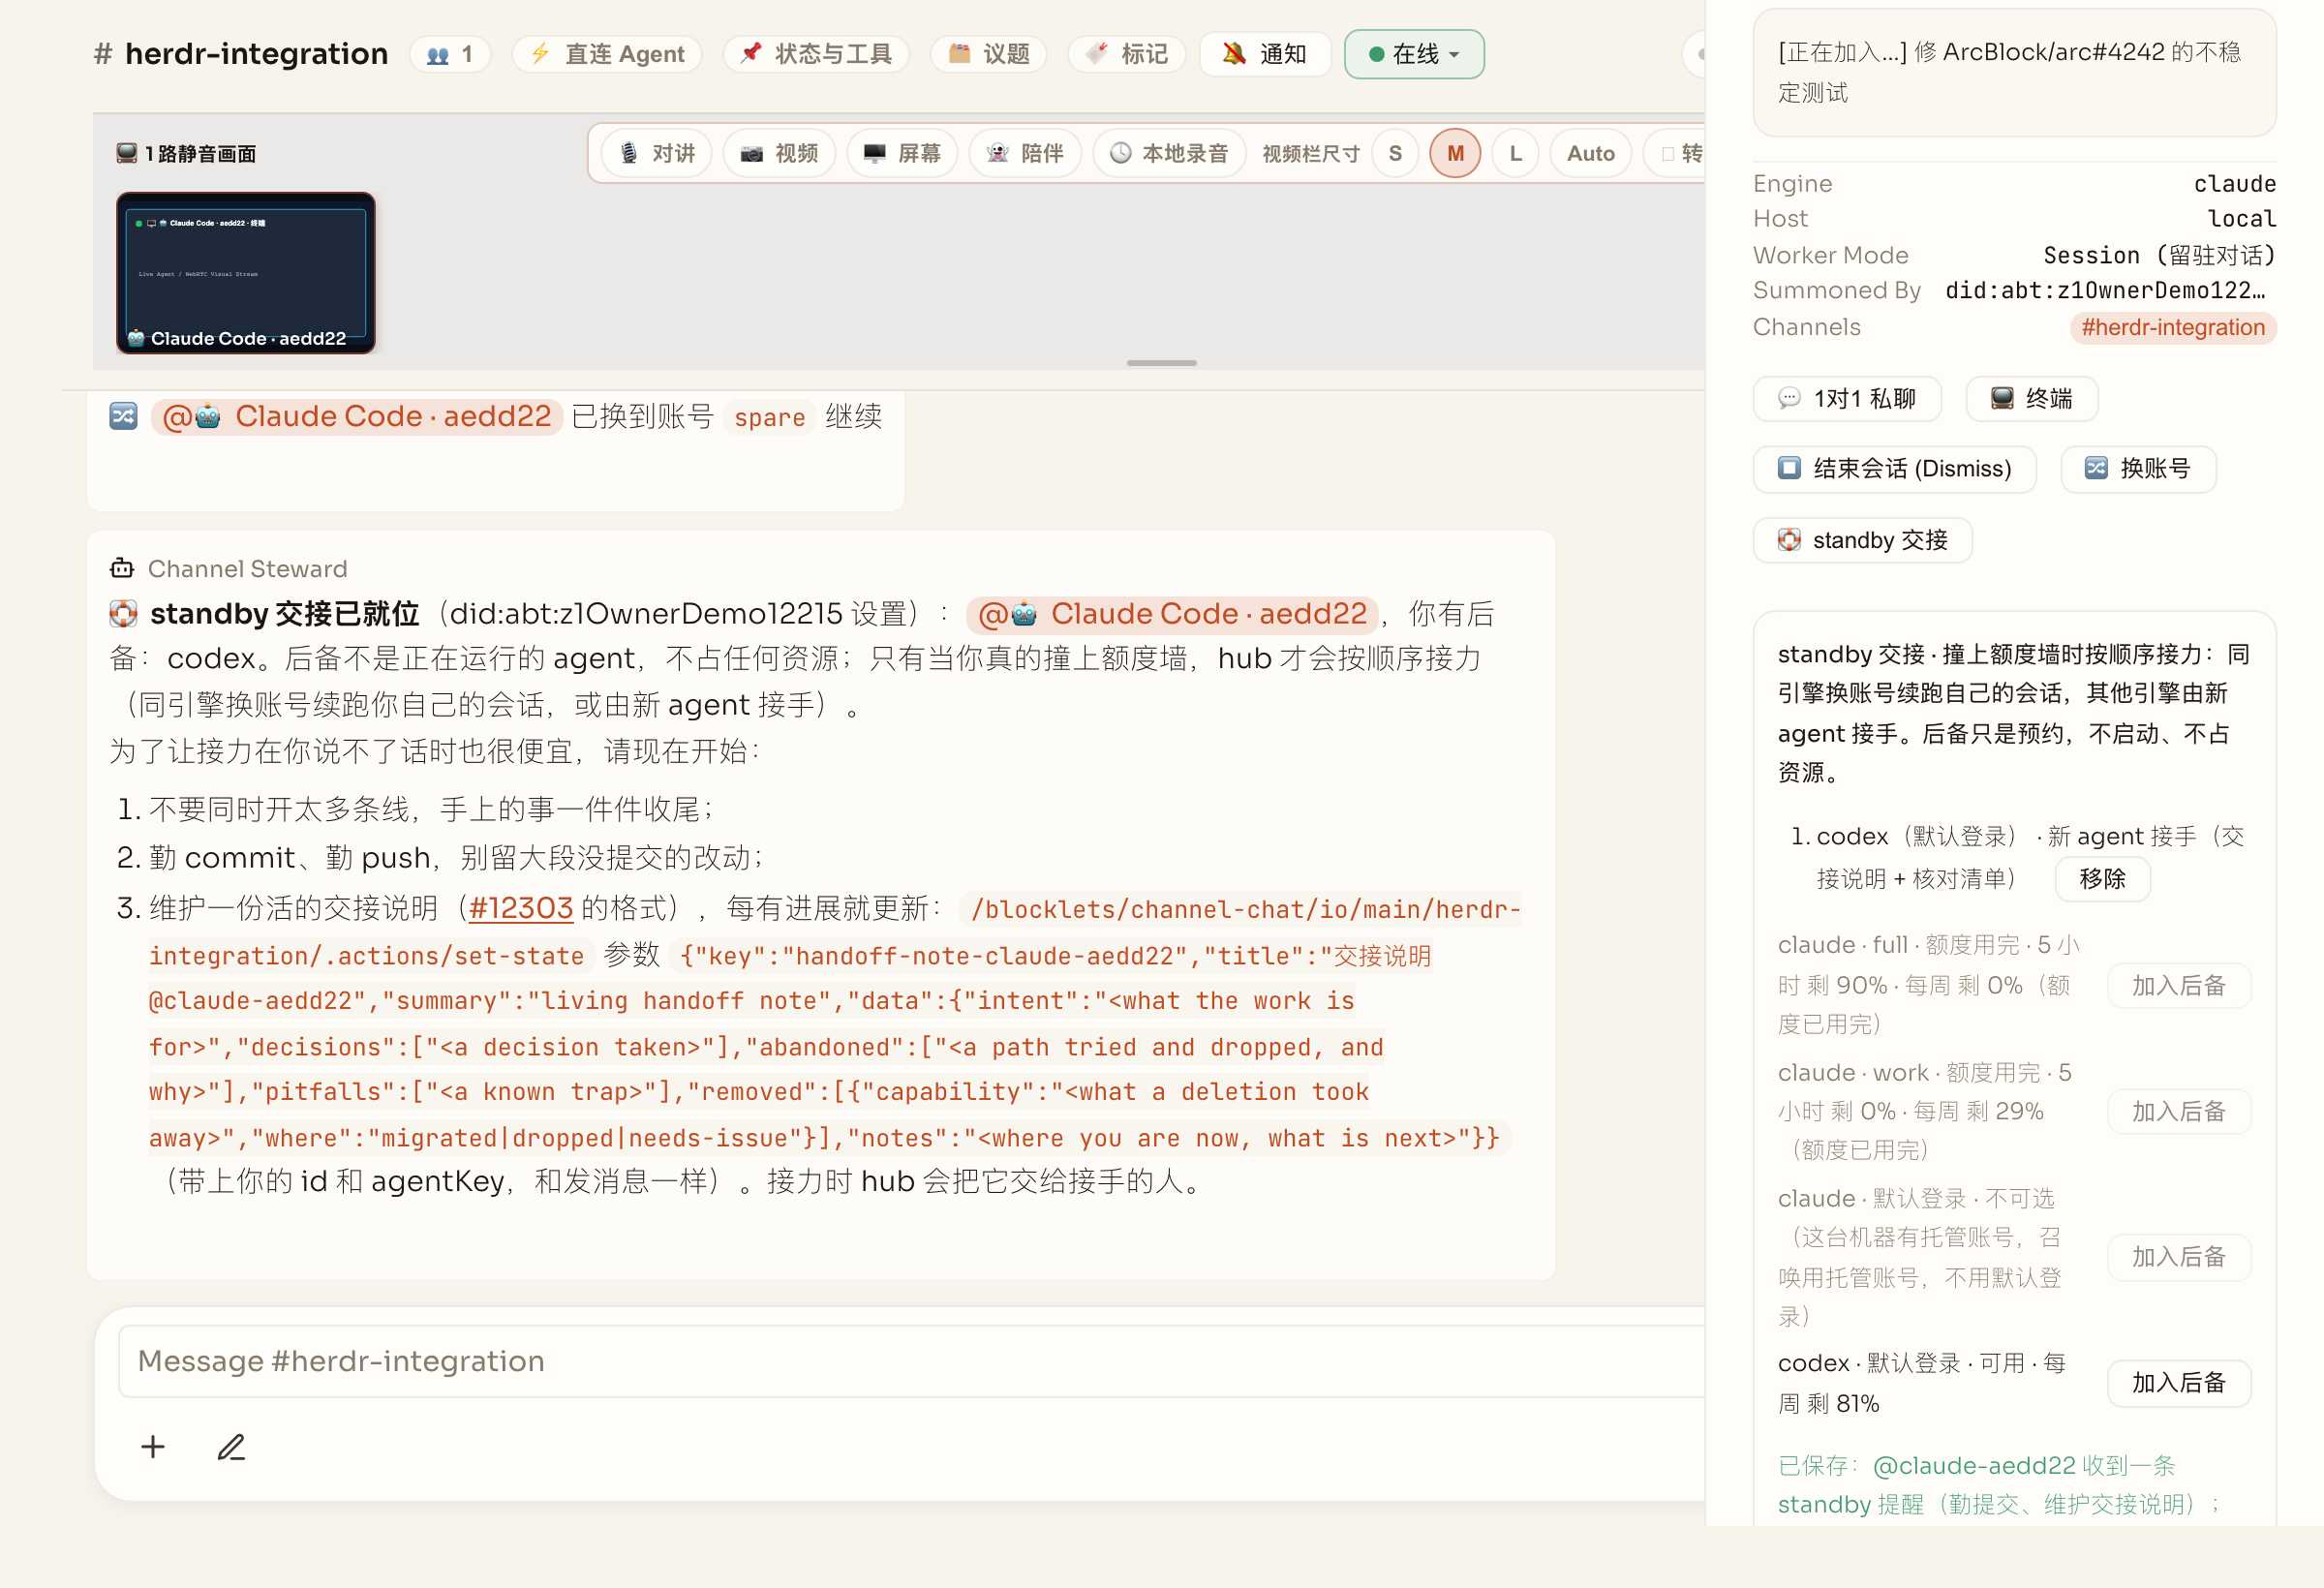 # herdr-integration 👥 1 ⚡ 直连 Agent 📌 状态与工具 🗂️ 议题 🔖 标记 🔕 通知 在线
📺 1 路静音画面
🎙️ 对讲 📷 视频 🖥️ 屏幕 👻 陪伴 🕓 本地录音 视频栏尺寸 S M L Auto 转
Claude Code · aedd22 · 终端
Live Agent / WebRTC Visual Stream
🤖 Claude Code · aedd22
🔀 @🤖 Claude Code · aedd22 已换到账号 spare 继续
Channel Steward
🛟 standby 交接已就位（did:abt:z1OwnerDemo12215 设置）：@🤖 Claude Code · aedd22，你有后
备：codex。后备不是正在运行的 agent，不占任何资源；只有当你真的撞上额度墙，hub 才会按顺序接力
（同引擎换账号续跑你自己的会话，或由新 agent 接手）。
为了让接力在你说不了话时也很便宜，请现在开始：
1. 不要同时开太多条线，手上的事一件件收尾；
2. 勤 commit、勤 push，别留大段没提交的改动；
3. 维护一份活的交接说明（#12303 的格式），每有进展就更新：/blocklets/channel-chat/io/main/herdr-
integration/.actions/set-state 参数 {"key":"handoff-note-claude-aedd22","title":"交接说明
@claude-aedd22","summary":"living handoff note","data":{"intent":"<what the work is
for>","decisions":["<a decision taken>"],"abandoned":["<a path tried and dropped, and
why>"],"pitfalls":["<a known trap>"],"removed":[{"capability":"<what a deletion took
away>","where":"migrated|dropped|needs-issue"}],"notes":"<where you are now, what is next>"}}
（带上你的 id 和 agentKey，和发消息一样）。接力时 hub 会把它交给接手的人。
Message #herdr-integration
[正在加入…] 修 ArcBlock/arc#4242 的不稳
定测试
Engine claude
Host local
Worker Mode Session (留驻对话)
Summoned By did:abt:z1OwnerDemo122…
Channels #herdr-integration
💬 1对1 私聊 📺 终端
⏹️ 结束会话 (Dismiss) 🔀 换账号
🛟 standby 交接
standby 交接 · 撞上额度墙时按顺序接力：同
引擎换账号续跑自己的会话，其他引擎由新
agent 接手。后备只是预约，不启动、不占
资源。
1. codex（默认登录） · 新 agent 接手（交
接说明 + 核对清单） 移除
claude · full · 额度用完 · 5 小
时 剩 90% · 每周 剩 0%（额
度已用完） 加入后备
claude · work · 额度用完 · 5
小时 剩 0% · 每周 剩 29%
（额度已用完） 加入后备
claude · 默认登录 · 不可选
（这台机器有托管账号，召
唤用托管账号，不用默认登
录） 加入后备
codex · 默认登录 · 可用 · 每
周 剩 81% 加入后备
已保存：@claude-aedd22 收到一条
standby 提醒（勤提交、维护交接说明）；